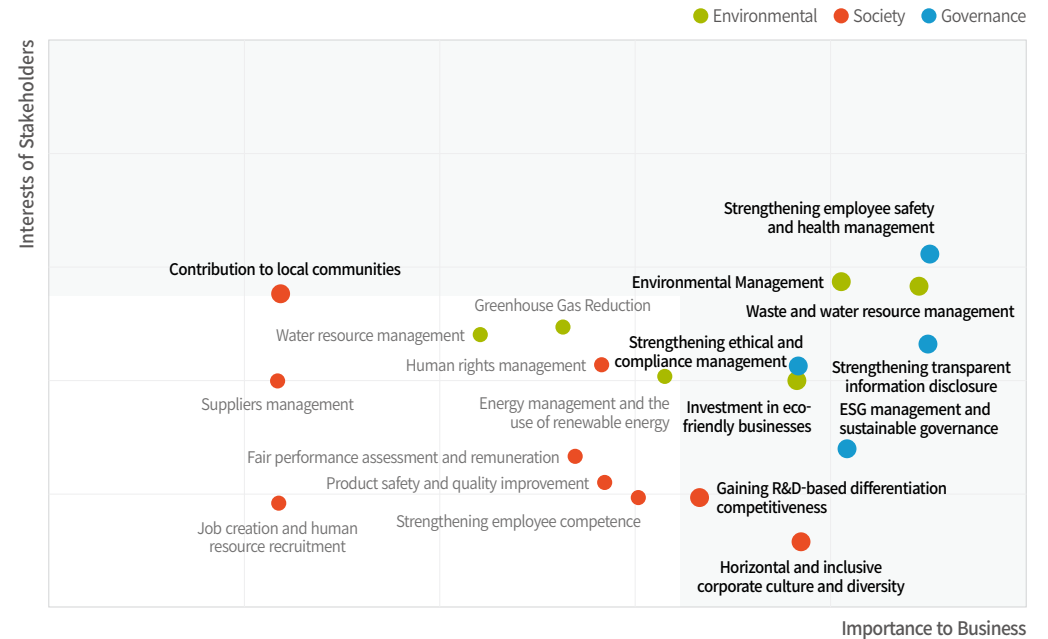 Environmental
Society
Governance
Interests of Stakeholders
Strengthening employee safety
and health management
Contribution to local communities
Environmental Management
Waste and water resource management
Greenhouse Gas Reduction
Water resource management
Strengthening ethical and
compliance management
Human rights management
Strengthening transparent
information disclosure
Suppliers management
Energy management and the
use of renewable energy
Investment in eco-
friendly businesses
ESG management and
sustainable governance
Fair performance assessment and remuneration
Product safety and quality improvement
Gaining R&D-based differentiation
competitiveness
Strengthening employee competence
Job creation and human
resource recruitment
Horizontal and inclusive
corporate culture and diversity
Importance to Business